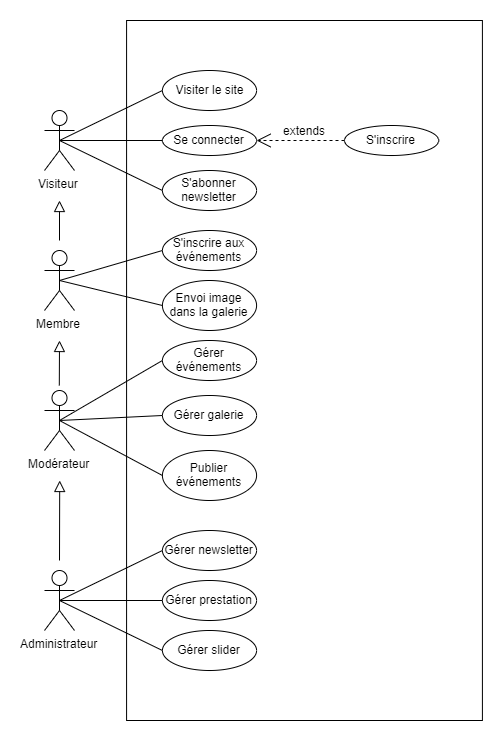 Visiter le site
Se connecter
extends
S'inscrire
Visiteur
S'abonner
newsletter
S'inscrire aux
événements
Envoi image
dans la galerie
Membre
Gérer
événements
Gérer galerie
Modérateur
Publier
événements
Gérer newsletter
Gérer prestation
Administrateur
Gérer slider